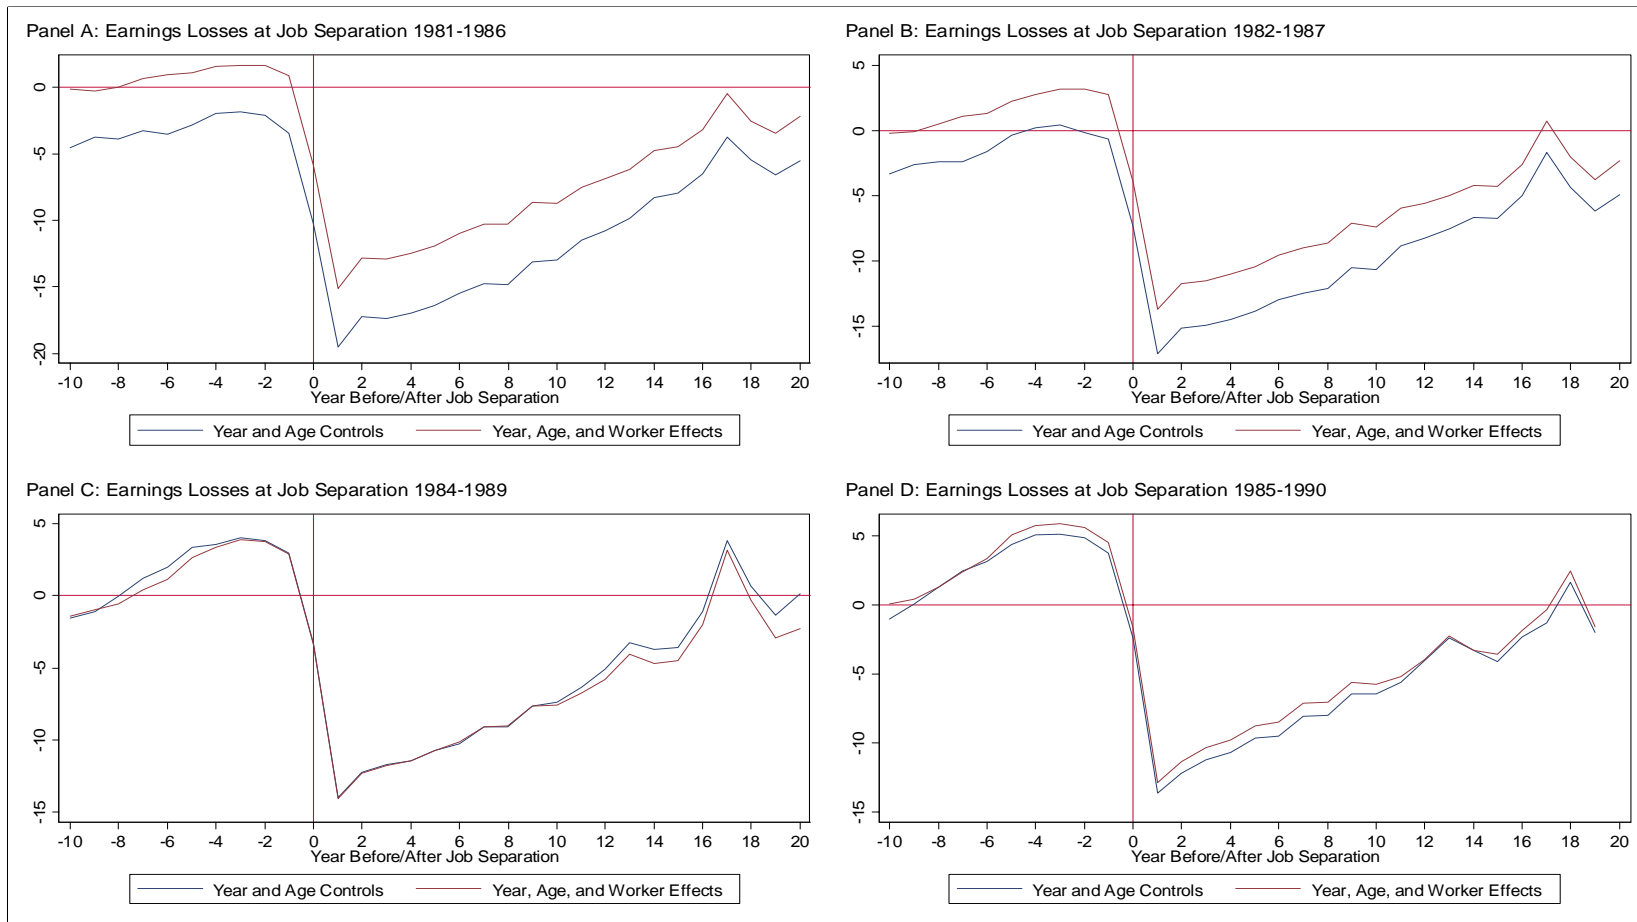 Panel A: Earnings Losses at Job Separation 1981-1986
0
-5
-10
-15
-20
-10 -8 -6 -4 -2 0 2 4 6 8 10 12 14 16 18 20
Year Before/After Job Separation
Year and Age Controls Year, Age, and Worker Effects
Panel B: Earnings Losses at Job Separation 1982-1987
5
0
-5
-10
-15
-10 -8 -6 -4 -2 0 2 4 6 8 10 12 14 16 18 20
Year Before/After Job Separation
Year and Age Controls Year, Age, and Worker Effects
Panel C: Earnings Losses at Job Separation 1984-1989
5
0
-5
-10
-15
-10 -8 -6 -4 -2 0 2 4 6 8 10 12 14 16 18 20
Year Before/After Job Separation
Year and Age Controls Year, Age, and Worker Effects
Panel D: Earnings Losses at Job Separation 1985-1990
5
0
-5
-10
-15
-10 -8 -6 -4 -2 0 2 4 6 8 10 12 14 16 18 20
Year Before/After Job Separation
Year and Age Controls Year, Age, and Worker Effects